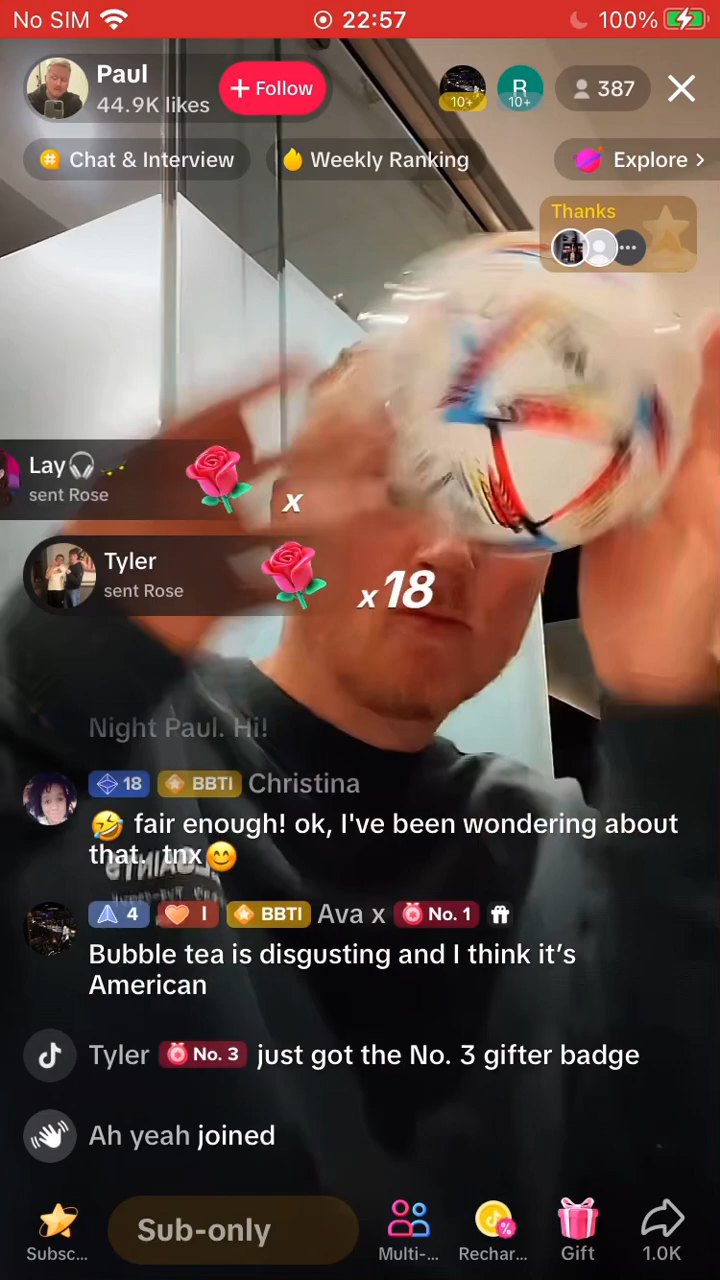 No SIM
22:57
100%
Paul
44.9K likes
+ Follow
10+
R
10+
387
Chat & Interview
Weekly Ranking
Explore >
Thanks
Lay🎧
sent Rose
x
Tyler
sent Rose
x18
Night Paul. Hi!
18 BBTI Christina
🤣 fair enough! ok, I've been wondering about
that. tnx😊
4 I BBTI Ava x No. 1
Bubble tea is disgusting and I think it's
American
Tyler No. 3 just got the No. 3 gifter badge
Ah yeah joined
Sub-only
Subsc...
Multi-...
Rechar...
Gift
1.0K